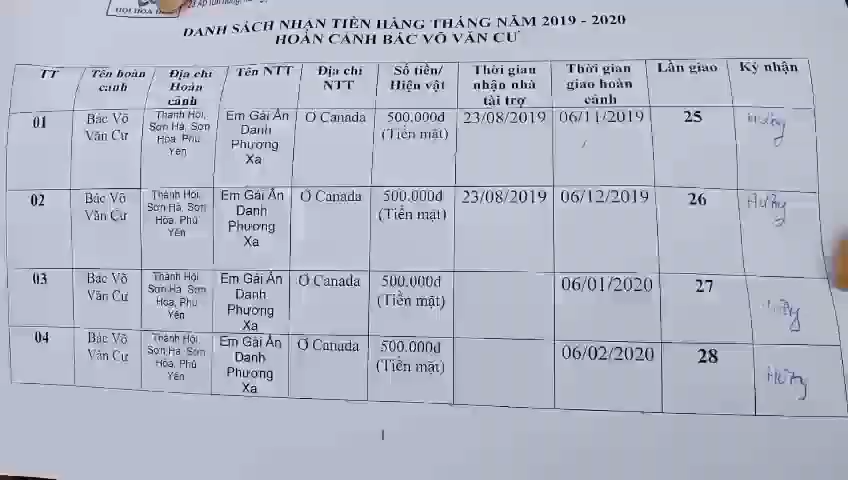 DANH SÁCH NHẬN TIỀN HÀNG THÁNG NĂM 2019 - 2020
HOÀN CẢNH BÁC VÕ VĂN CƯ
TT Tên hoàn cảnh Địa chỉ Hoàn cảnh Tên NTT Địa chỉ NTT Số tiền/ Hiện vật Thời gian nhận nhà tài trợ Thời gian giao hoàn cảnh Lần giao Ký nhận
01 Bác Võ Văn Cư Thành Hội, Sơn Hà, Sơn Hòa, Phú Yên Em Gái Ẩn Danh Phương Xa Ở Canada 500.000đ (Tiền mặt) 23/08/2019 06/11/2019 25
02 Bác Võ Văn Cư Thành Hội, Sơn Hà, Sơn Hòa, Phú Yên Em Gái Ẩn Danh Phương Xa Ở Canada 500.000đ (Tiền mặt) 23/08/2019 06/12/2019 26
03 Bác Võ Văn Cư Thành Hội, Sơn Hà, Sơn Hòa, Phú Yên Em Gái Ẩn Danh Phương Xa Ở Canada 500.000đ (Tiền mặt) 06/01/2020 27
04 Bác Võ Văn Cư Thành Hội, Sơn Hà, Sơn Hòa, Phú Yên Em Gái Ẩn Danh Phương Xa Ở Canada 500.000đ (Tiền mặt) 06/02/2020 28
1